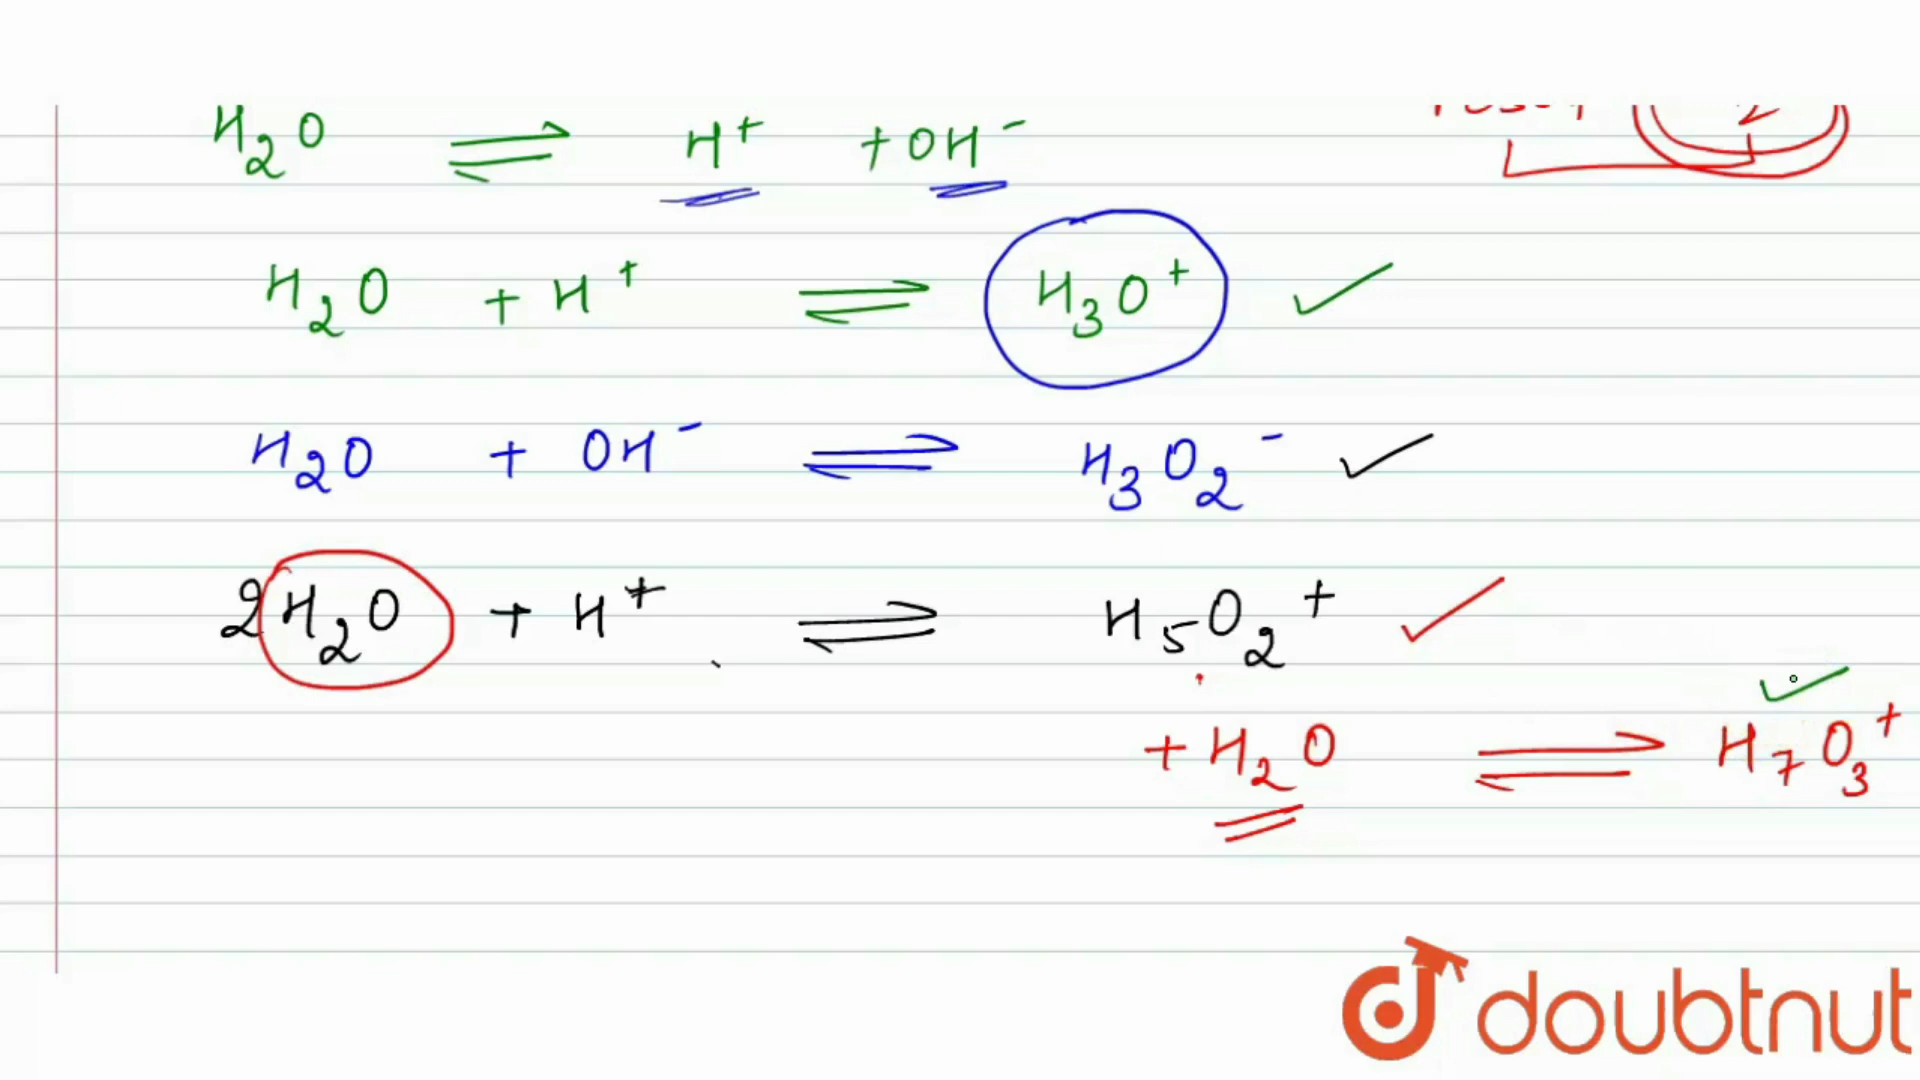 H₂O ⇌ H⁺ + OH⁻
H₂O + H⁺ ⇌ H₃O⁺
H₂O + OH⁻ ⇌ H₃O₂⁻
2H₂O + H⁺ ⇌ H₅O₂⁺
+ H₂O ⇌ H₇O₃⁺
doubtnut